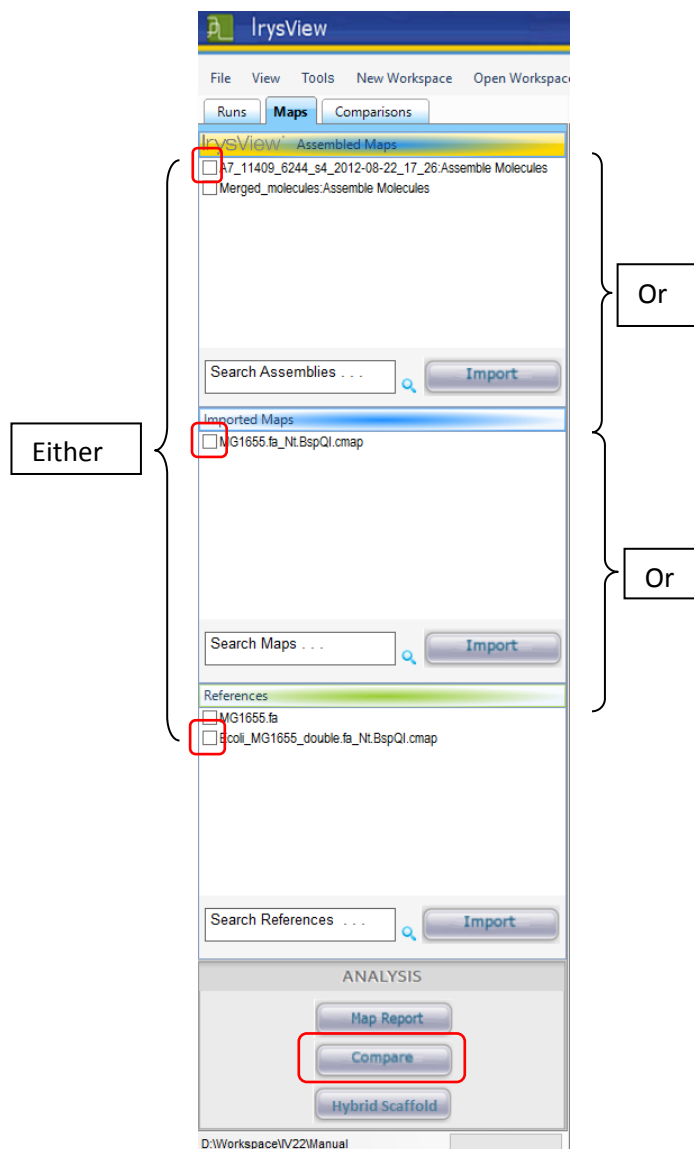 IrysView
File View Tools New Workspace Open Workspac
Runs Maps Comparisons
IrysView Assembled Maps
A7_11409_6244_s4_2012-08-22_17_26:Assemble Molecules
Merged_molecules:Assemble Molecules
Or
Search Assemblies . . . Import
Imported Maps
MG1655.fa_Nt.BspQI.cmap
Either
Or
Search Maps . . . Import
References
MG1655.fa
Ecoli_MG1655_double.fa_Nt.BspQI.cmap
Search References . . . Import
ANALYSIS
Map Report
Compare
Hybrid Scaffold
D:\Workspace\IV22\Manual